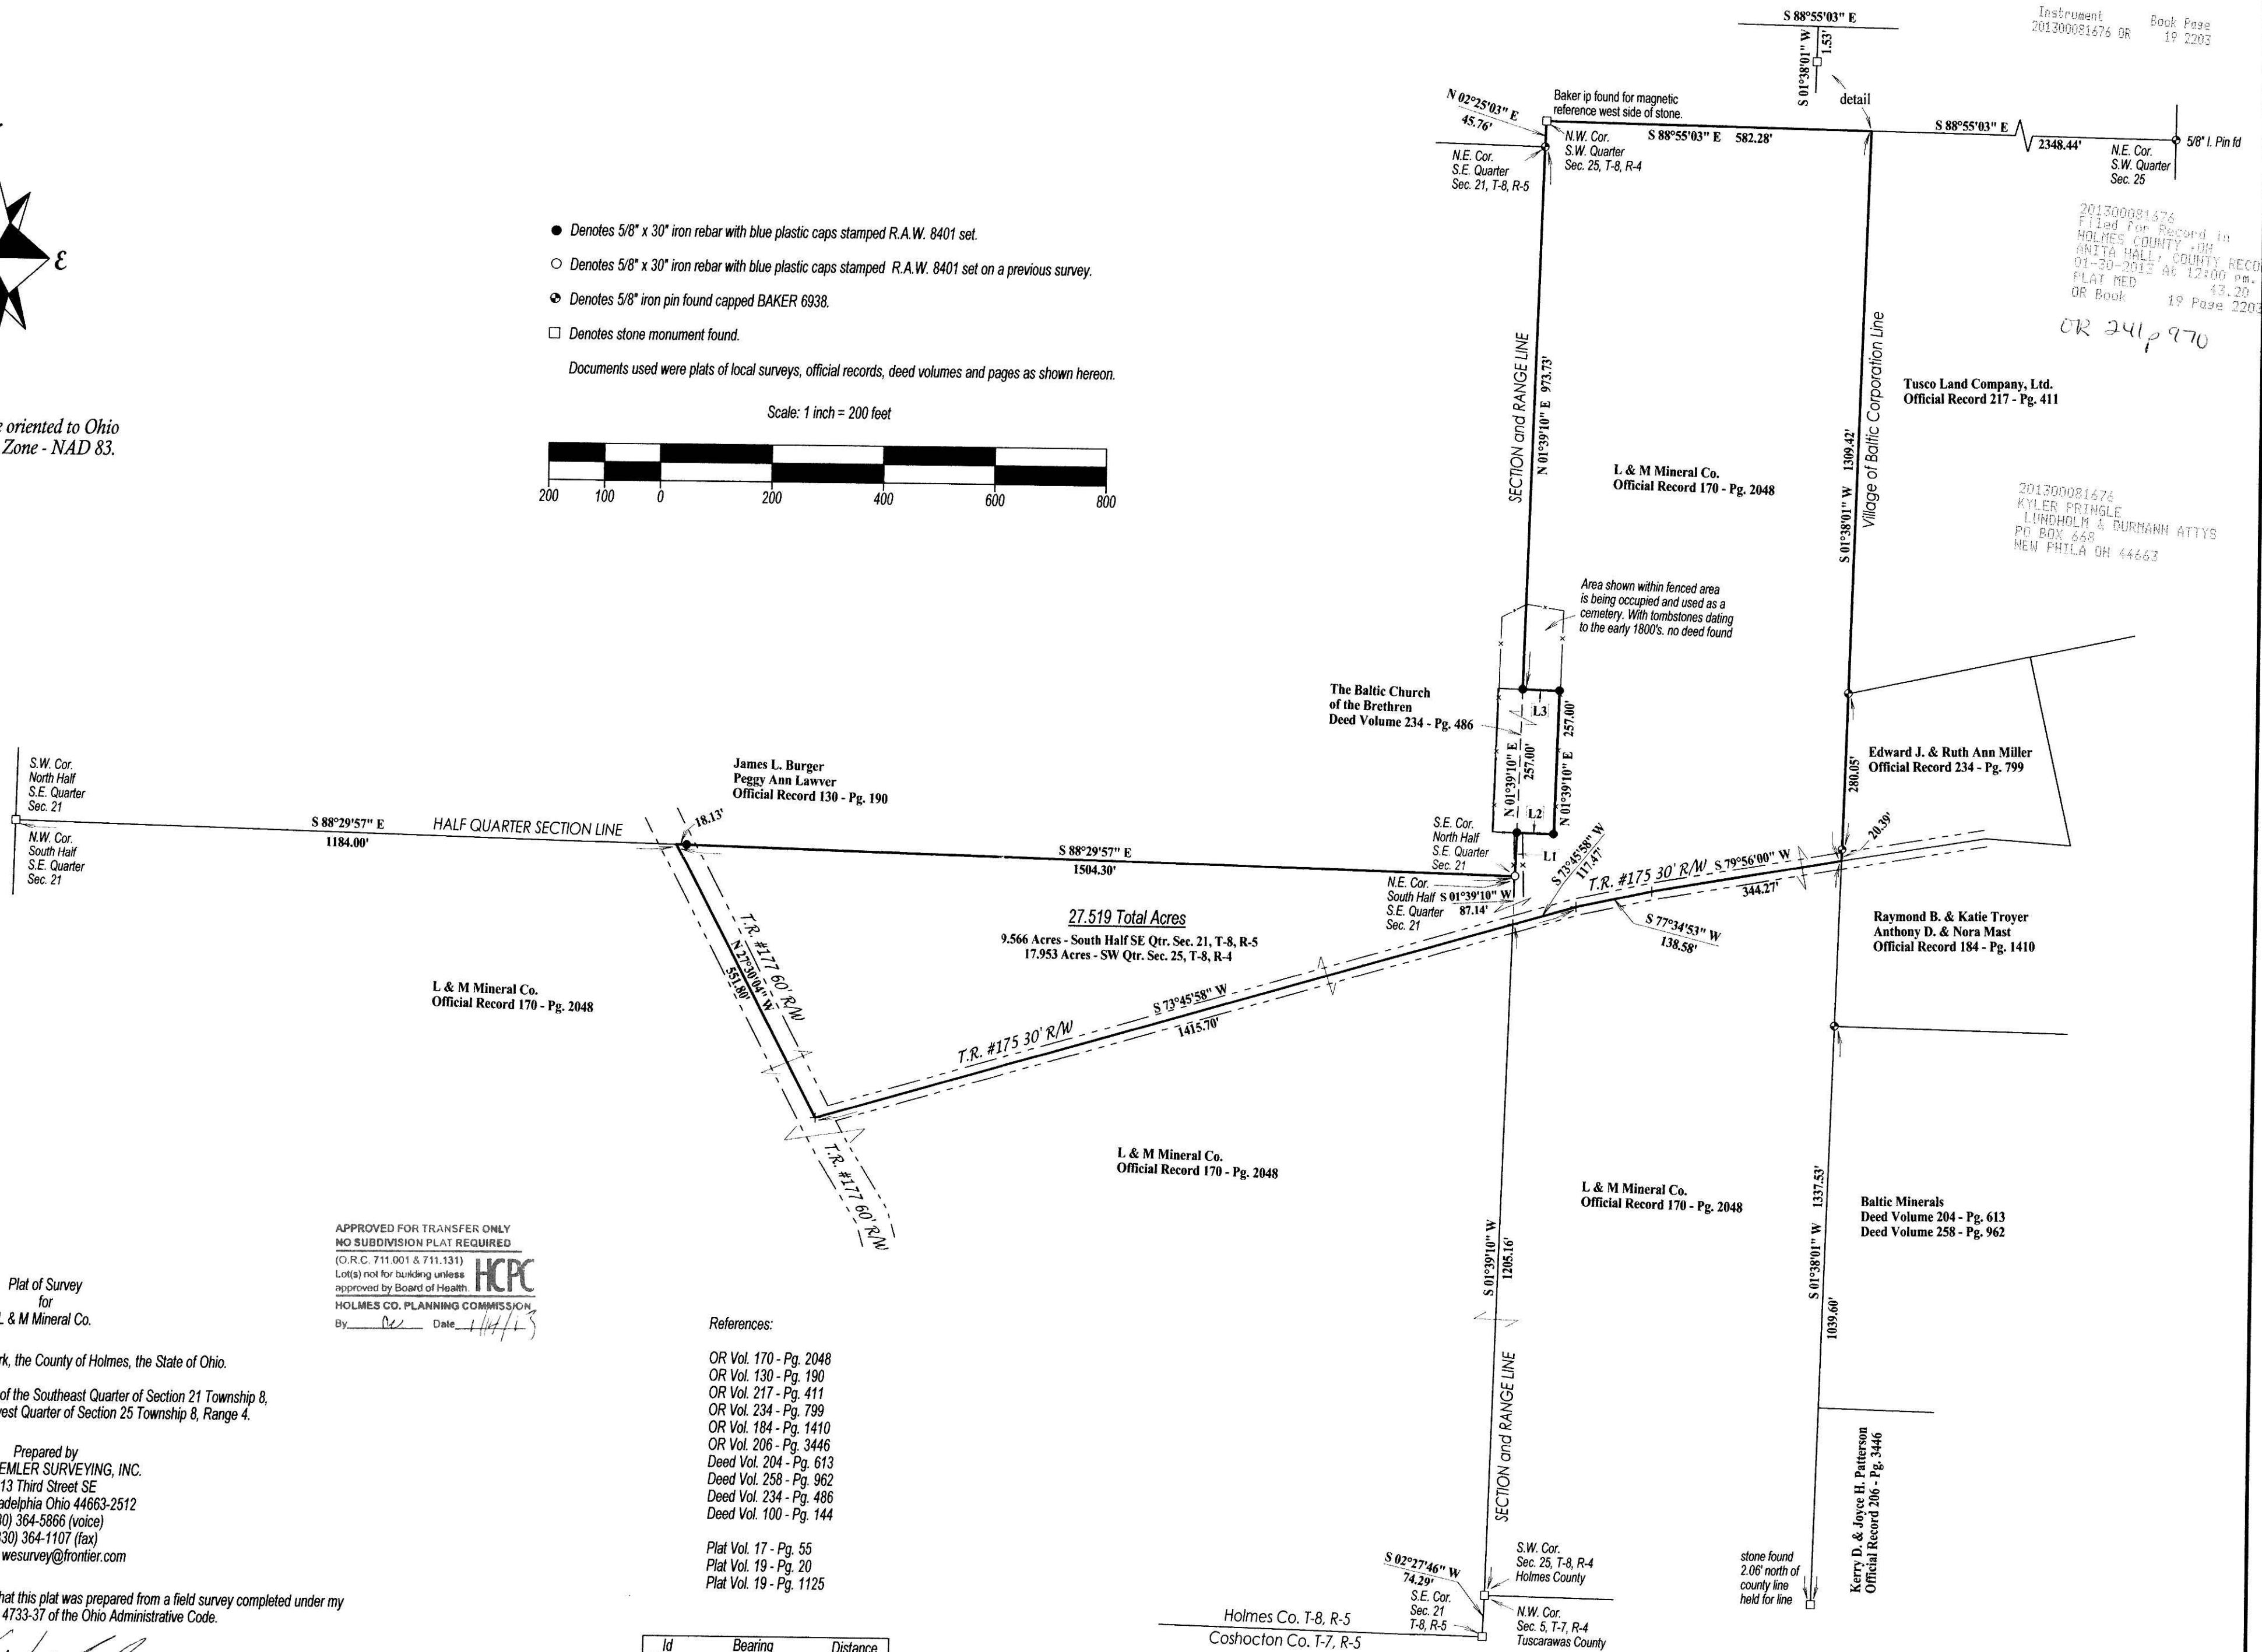 S 88°55'03" E
S 01°38'01" W
1.53'
detail
Instrument Book Page
201300081676 OR 19 2203
N 02°25'03" E
45.76'
Baker ip found for magnetic
reference west side of stone.
N.W. Cor.
S.W. Quarter
Sec. 25, T-8, R-4
S 88°55'03" E 582.28'
S 88°55'03" E
2348.44'
N.E. Cor.
S.W. Quarter
Sec. 25
5/8" I. Pin fd
N.E. Cor.
S.E. Quarter
Sec. 21, T-8, R-5
201300081676
Filed for Record in
HOLMES COUNTY, OH
ANITA HALL, COUNTY RECO
01-30-2013 At 12:00 pm.
PLAT MED 43.20
OR Book 19 Page 2203
OR 241 p 970
ε
Denotes 5/8" x 30" iron rebar with blue plastic caps stamped R.A.W. 8401 set.
Denotes 5/8" x 30" iron rebar with blue plastic caps stamped R.A.W. 8401 set on a previous survey.
Denotes 5/8" iron pin found capped BAKER 6938.
Denotes stone monument found.
Documents used were plats of local surveys, official records, deed volumes and pages as shown hereon.
Scale: 1 inch = 200 feet
200 100 0 200 400 600 800
oriented to Ohio
Zone - NAD 83.
SECTION and RANGE LINE
N 01°39'10" E 973.73'
L & M Mineral Co.
Official Record 170 - Pg. 2048
S 01°38'01" W 1309.42'
Village of Baltic Corporation Line
Tusco Land Company, Ltd.
Official Record 217 - Pg. 411
201300081676
KYLER PRINGLE
LUNDHOLM & DURMANN ATTYS
PO BOX 668
NEW PHILA OH 44663
Area shown within fenced area
is being occupied and used as a
cemetery. With tombstones dating
to the early 1800's. no deed found
The Baltic Church
of the Brethren
Deed Volume 234 - Pg. 486
L3
N 01°39'10" E
257.00'
N 01°39'10" E 257.00'
L2
L1
280.05'
Edward J. & Ruth Ann Miller
Official Record 234 - Pg. 799
20.39'
S.W. Cor.
North Half
S.E. Quarter
Sec. 21
N.W. Cor.
South Half
S.E. Quarter
Sec. 21
S 88°29'57" E
1184.00'
HALF QUARTER SECTION LINE
James L. Burger
Peggy Ann Lawver
Official Record 130 - Pg. 190
18.13'
S 88°29'57" E
1504.30'
S.E. Cor.
North Half
S.E. Quarter
Sec. 21
N.E. Cor.
South Half
S.E. Quarter
Sec. 21
S 01°39'10" W
87.14'
S 73°45'58" W
117.47'
T.R. #175 30' R/W
S 79°56'00" W
344.27'
S 77°34'53" W
138.58'
Raymond B. & Katie Troyer
Anthony D. & Nora Mast
Official Record 184 - Pg. 1410
27.519 Total Acres
9.566 Acres - South Half SE Qtr. Sec. 21, T-8, R-5
17.953 Acres - SW Qtr. Sec. 25, T-8, R-4
T.R. #177 60' R/W
N 27°30'04" W
551.80'
L & M Mineral Co.
Official Record 170 - Pg. 2048
T.R. #175 30' R/W
S 73°45'58" W
1415.70'
T.R. #177 60' R/W
L & M Mineral Co.
Official Record 170 - Pg. 2048
L & M Mineral Co.
Official Record 170 - Pg. 2048
S 01°39'10" W
1205.16'
SECTION and RANGE LINE
S 01°38'01" W 1337.53'
1039.60'
Baltic Minerals
Deed Volume 204 - Pg. 613
Deed Volume 258 - Pg. 962
Kerry D. & Joyce H. Patterson
Official Record 206 - Pg. 3446
stone found
2.06' north of
county line
held for line
APPROVED FOR TRANSFER ONLY
NO SUBDIVISION PLAT REQUIRED
(O.R.C. 711.001 & 711.131)
Lot(s) not for building unless
approved by Board of Health.
HCPC
HOLMES CO. PLANNING COMMISSION
By Date 1/14/13
Plat of Survey
for
L & M Mineral Co.
rk, the County of Holmes, the State of Ohio.
of the Southeast Quarter of Section 21 Township 8,
est Quarter of Section 25 Township 8, Range 4.
Prepared by
EMLER SURVEYING, INC.
13 Third Street SE
adelphia Ohio 44663-2512
30) 364-5866 (voice)
330) 364-1107 (fax)
wesurvey@frontier.com
hat this plat was prepared from a field survey completed under my
4733-37 of the Ohio Administrative Code.
References:
OR Vol. 170 - Pg. 2048
OR Vol. 130 - Pg. 190
OR Vol. 217 - Pg. 411
OR Vol. 234 - Pg. 799
OR Vol. 184 - Pg. 1410
OR Vol. 206 - Pg. 3446
Deed Vol. 204 - Pg. 613
Deed Vol. 258 - Pg. 962
Deed Vol. 234 - Pg. 486
Deed Vol. 100 - Pg. 144
Plat Vol. 17 - Pg. 55
Plat Vol. 19 - Pg. 20
Plat Vol. 19 - Pg. 1125
Id Bearing Distance
S 02°27'46" W
74.29'
S.E. Cor.
Sec. 21
T-8, R-5
S.W. Cor.
Sec. 25, T-8, R-4
Holmes County
N.W. Cor.
Sec. 5, T-7, R-4
Tuscarawas County
Holmes Co. T-8, R-5
Coshocton Co. T-7, R-5